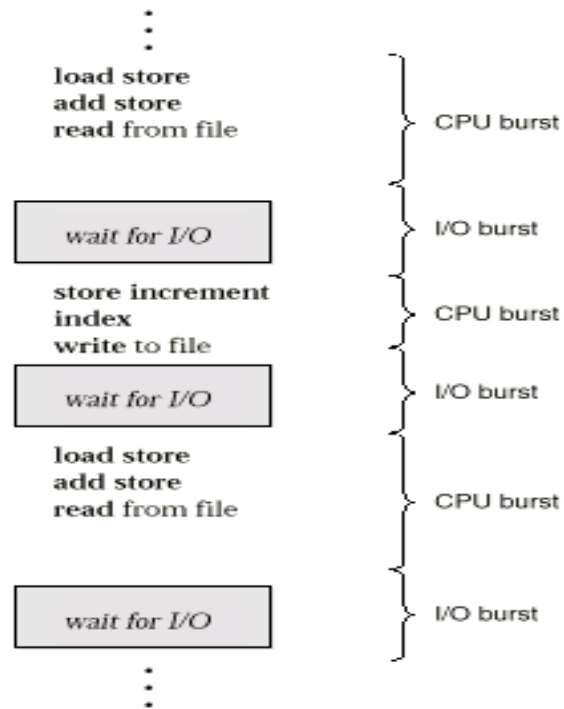 load store
add store
read from file
CPU burst
wait for I/O
I/O burst
store increment
index
write to file
CPU burst
wait for I/O
I/O burst
load store
add store
read from file
CPU burst
wait for I/O
I/O burst